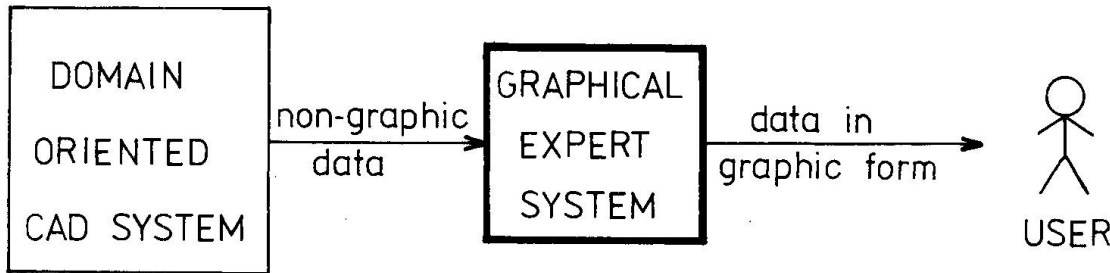 DOMAIN
ORIENTED
CAD SYSTEM
non-graphic
data
GRAPHICAL
EXPERT
SYSTEM
data in
graphic form
USER